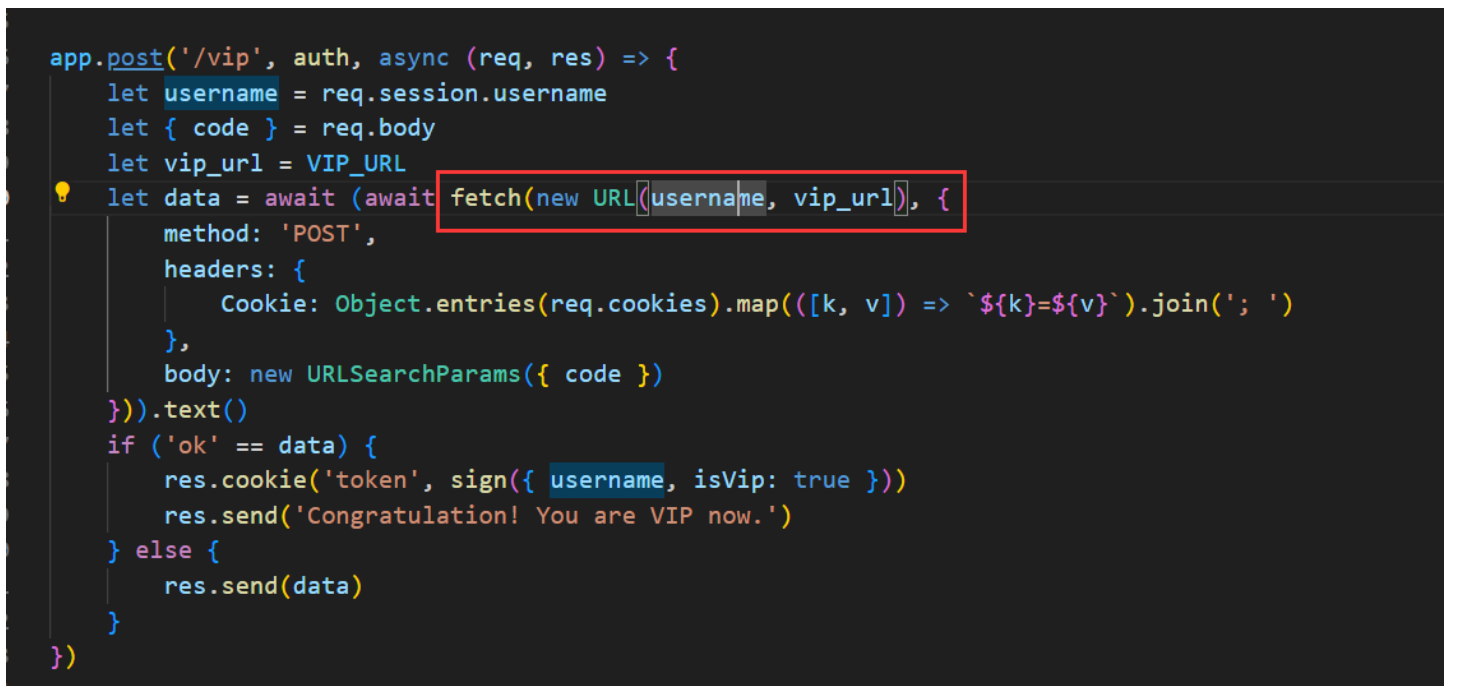 app.post('/vip', auth, async (req, res) => {
    let username = req.session.username
    let { code } = req.body
    let vip_url = VIP_URL
    let data = await (await fetch(new URL(username, vip_url), {
        method: 'POST',
        headers: {
            Cookie: Object.entries(req.cookies).map(([k, v]) => `${k}=${v}`).join('; ')
        },
        body: new URLSearchParams({ code })
    })).text()
    if ('ok' == data) {
        res.cookie('token', sign({ username, isVip: true }))
        res.send('Congratulation! You are VIP now.')
    } else {
        res.send(data)
    }
})